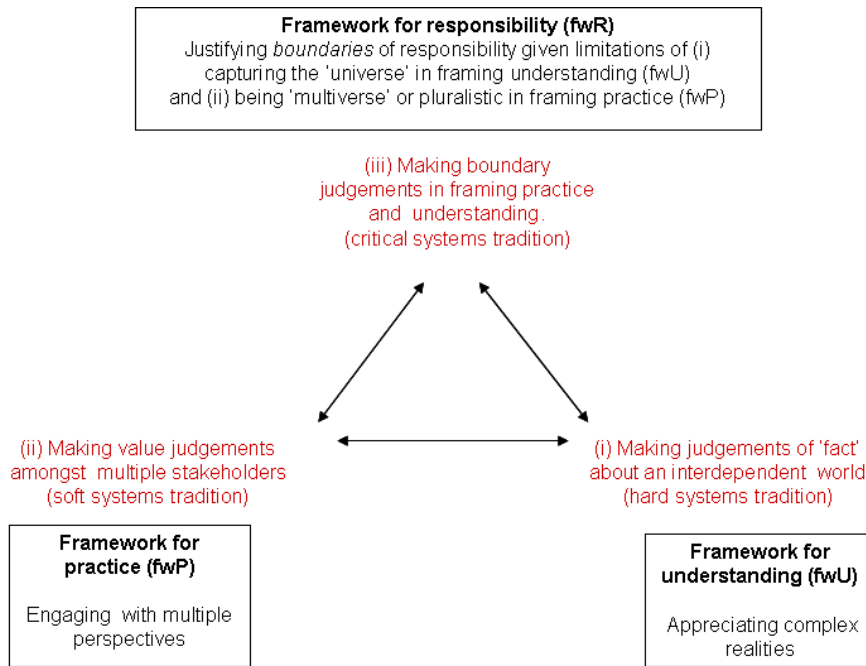 Framework for responsibility (fwR)
Justifying boundaries of responsibility given limitations of (i)
capturing the 'universe' in framing understanding (fwU)
and (ii) being 'multiverse' or pluralistic in framing practice (fwP)
(iii) Making boundary
judgements in framing practice
and understanding.
(critical systems tradition)
(ii) Making value judgements
amongst multiple stakeholders
(soft systems tradition)
(i) Making judgements of 'fact'
about an interdependent world
(hard systems tradition)
Framework for
practice (fwP)
Engaging with multiple
perspectives
Framework for
understanding (fwU)
Appreciating complex
realities